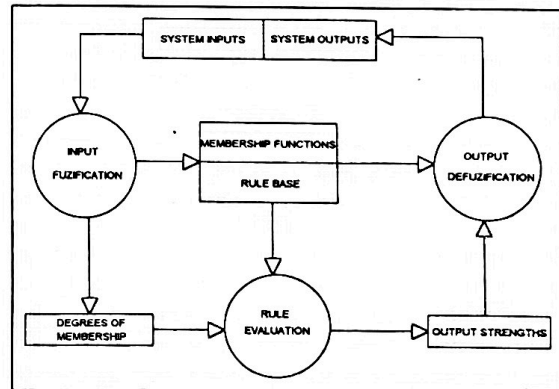 SYSTEM INPUTS SYSTEM OUTPUTS
INPUT
FUZIFICATION
MEMBERSHIP FUNCTIONS
RULE BASE
OUTPUT
DEFUZIFICATION
DEGREES OF
MEMBERSHIP
RULE
EVALUATION
OUTPUT STRENGTHS